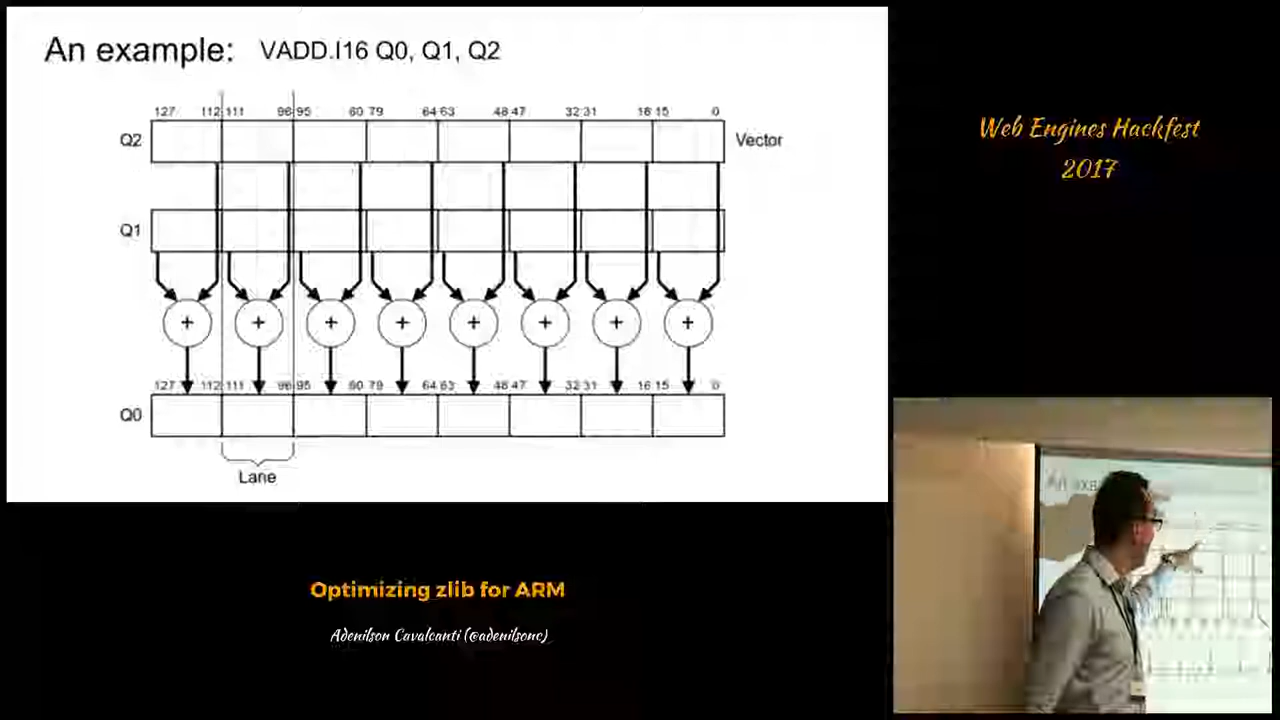 An example: VADD.I16 Q0, Q1, Q2
127 112 111 96 95 80 79 64 63 48 47 32 31 16 15 0
Q2
Vector
Q1
+ + + + + + + +
127 112 111 96 95 80 79 64 63 48 47 32 31 16 15 0
Q0
Lane
Web Engines Hackfest
2017
Optimizing zlib for ARM
Adenilson Cavalcanti (@adenilsonc)